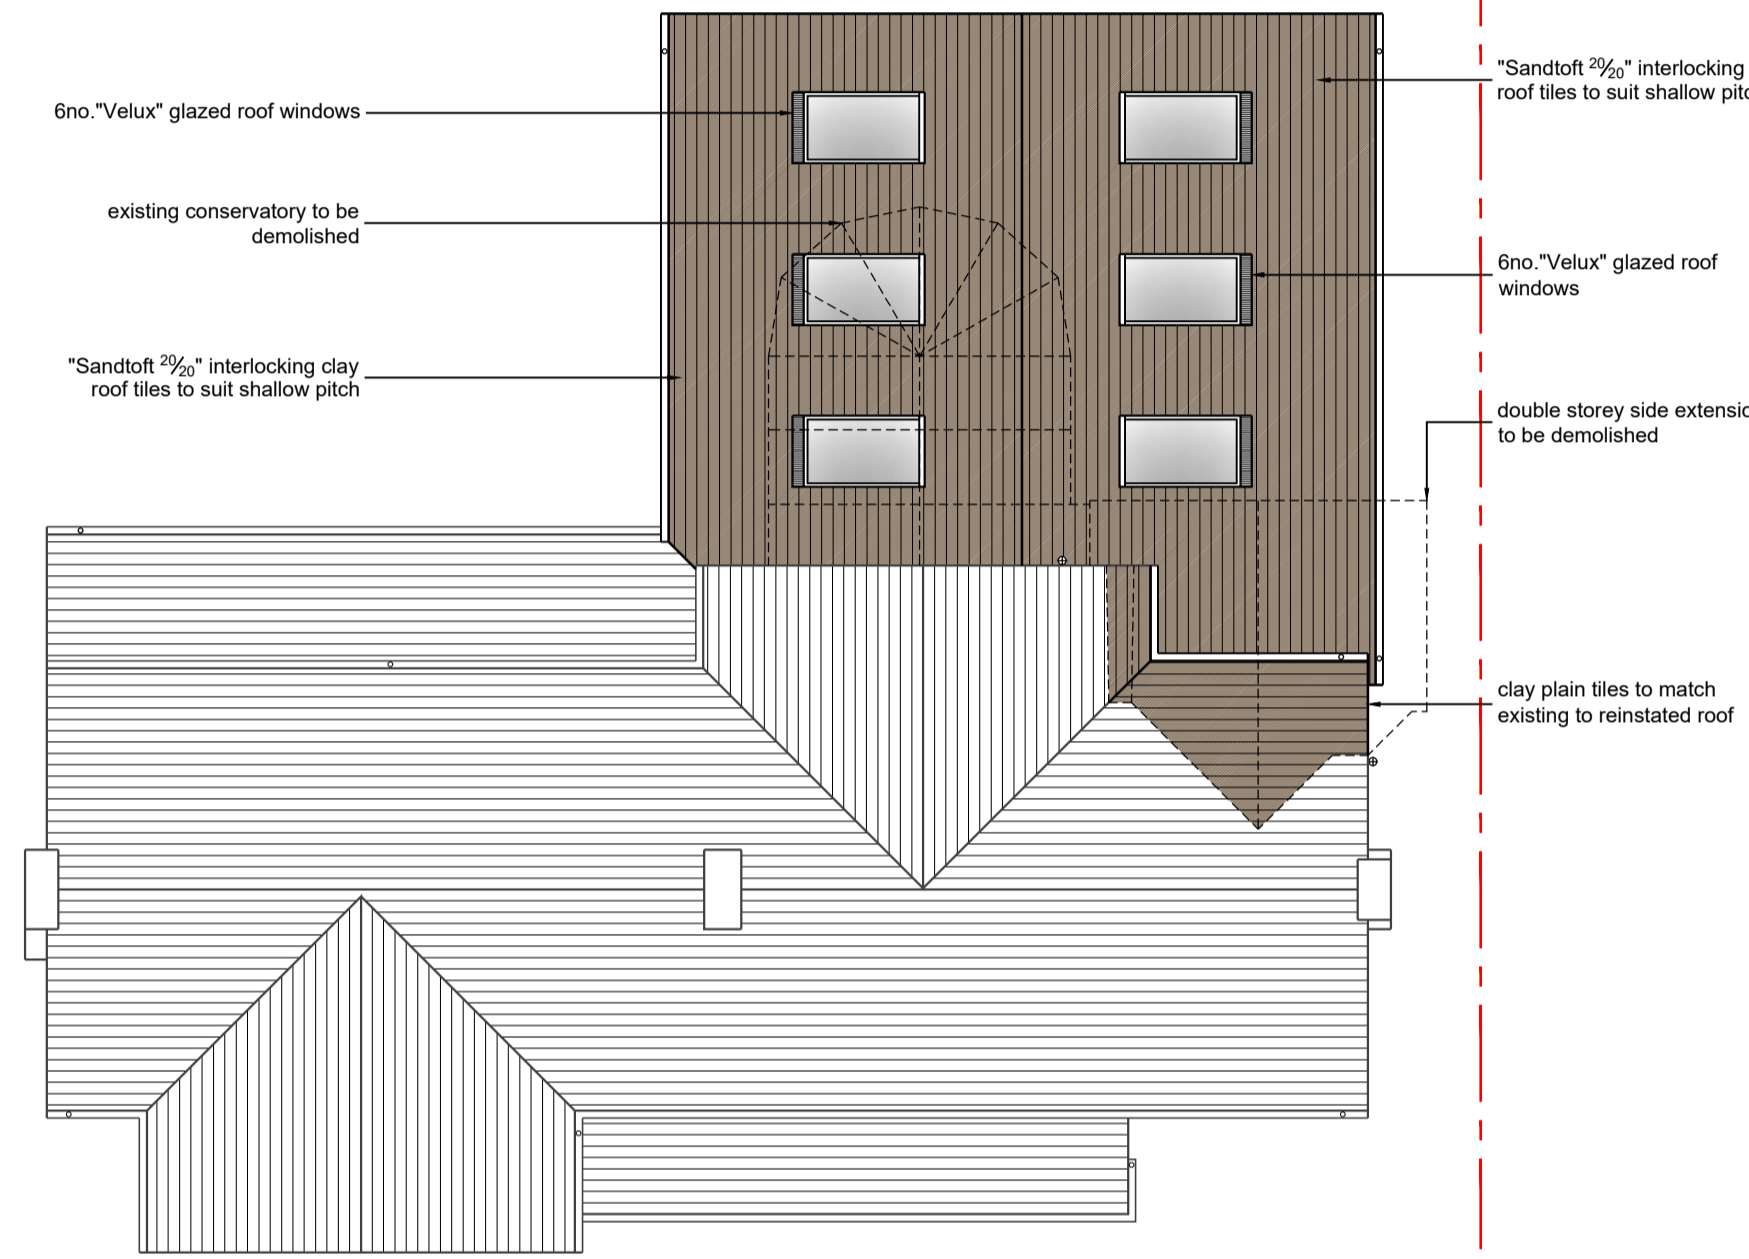 6no."Velux" glazed roof windows
existing conservatory to be
demolished
"Sandtoft 20/20" interlocking clay
roof tiles to suit shallow pitch
"Sandtoft 20/20" interlocking
roof tiles to suit shallow pitc
6no."Velux" glazed roof
windows
double storey side extensio
to be demolished
clay plain tiles to match
existing to reinstated roof